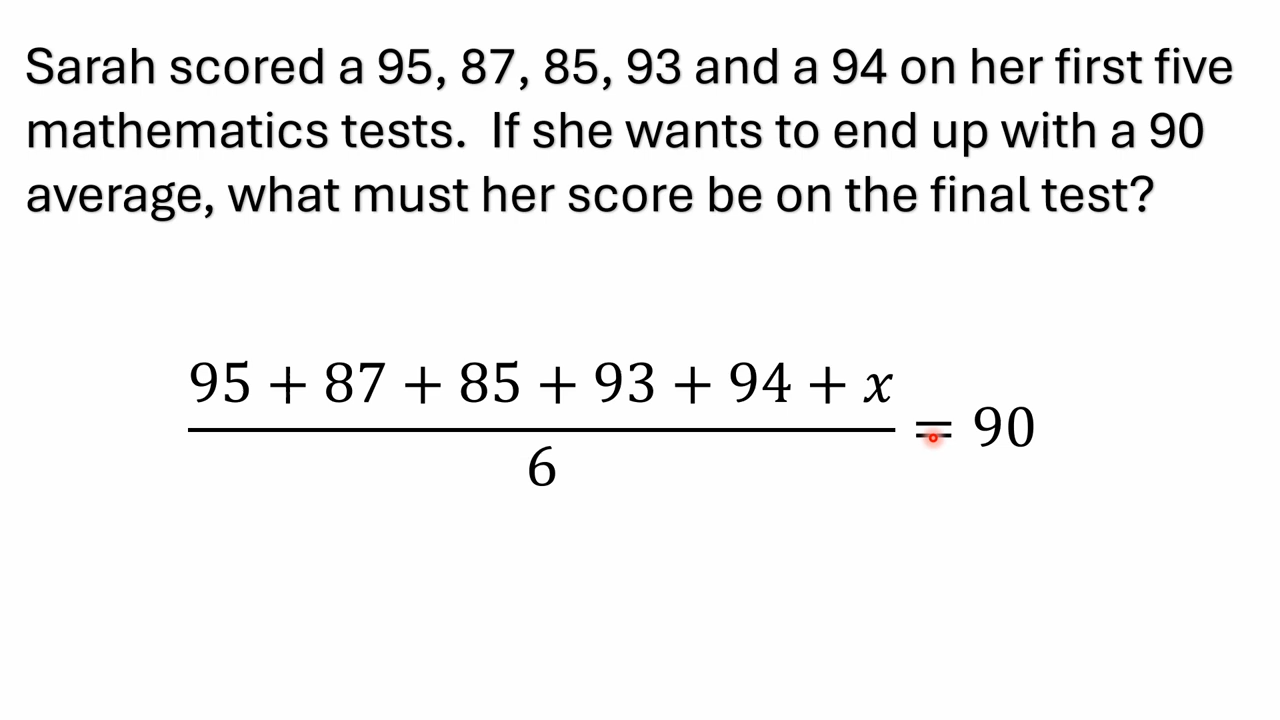 Sarah scored a 95, 87, 85, 93 and a 94 on her first five
mathematics tests.  If she wants to end up with a 90
average, what must her score be on the final test?
95 + 87 + 85 + 93 + 94 + x
= 90
6